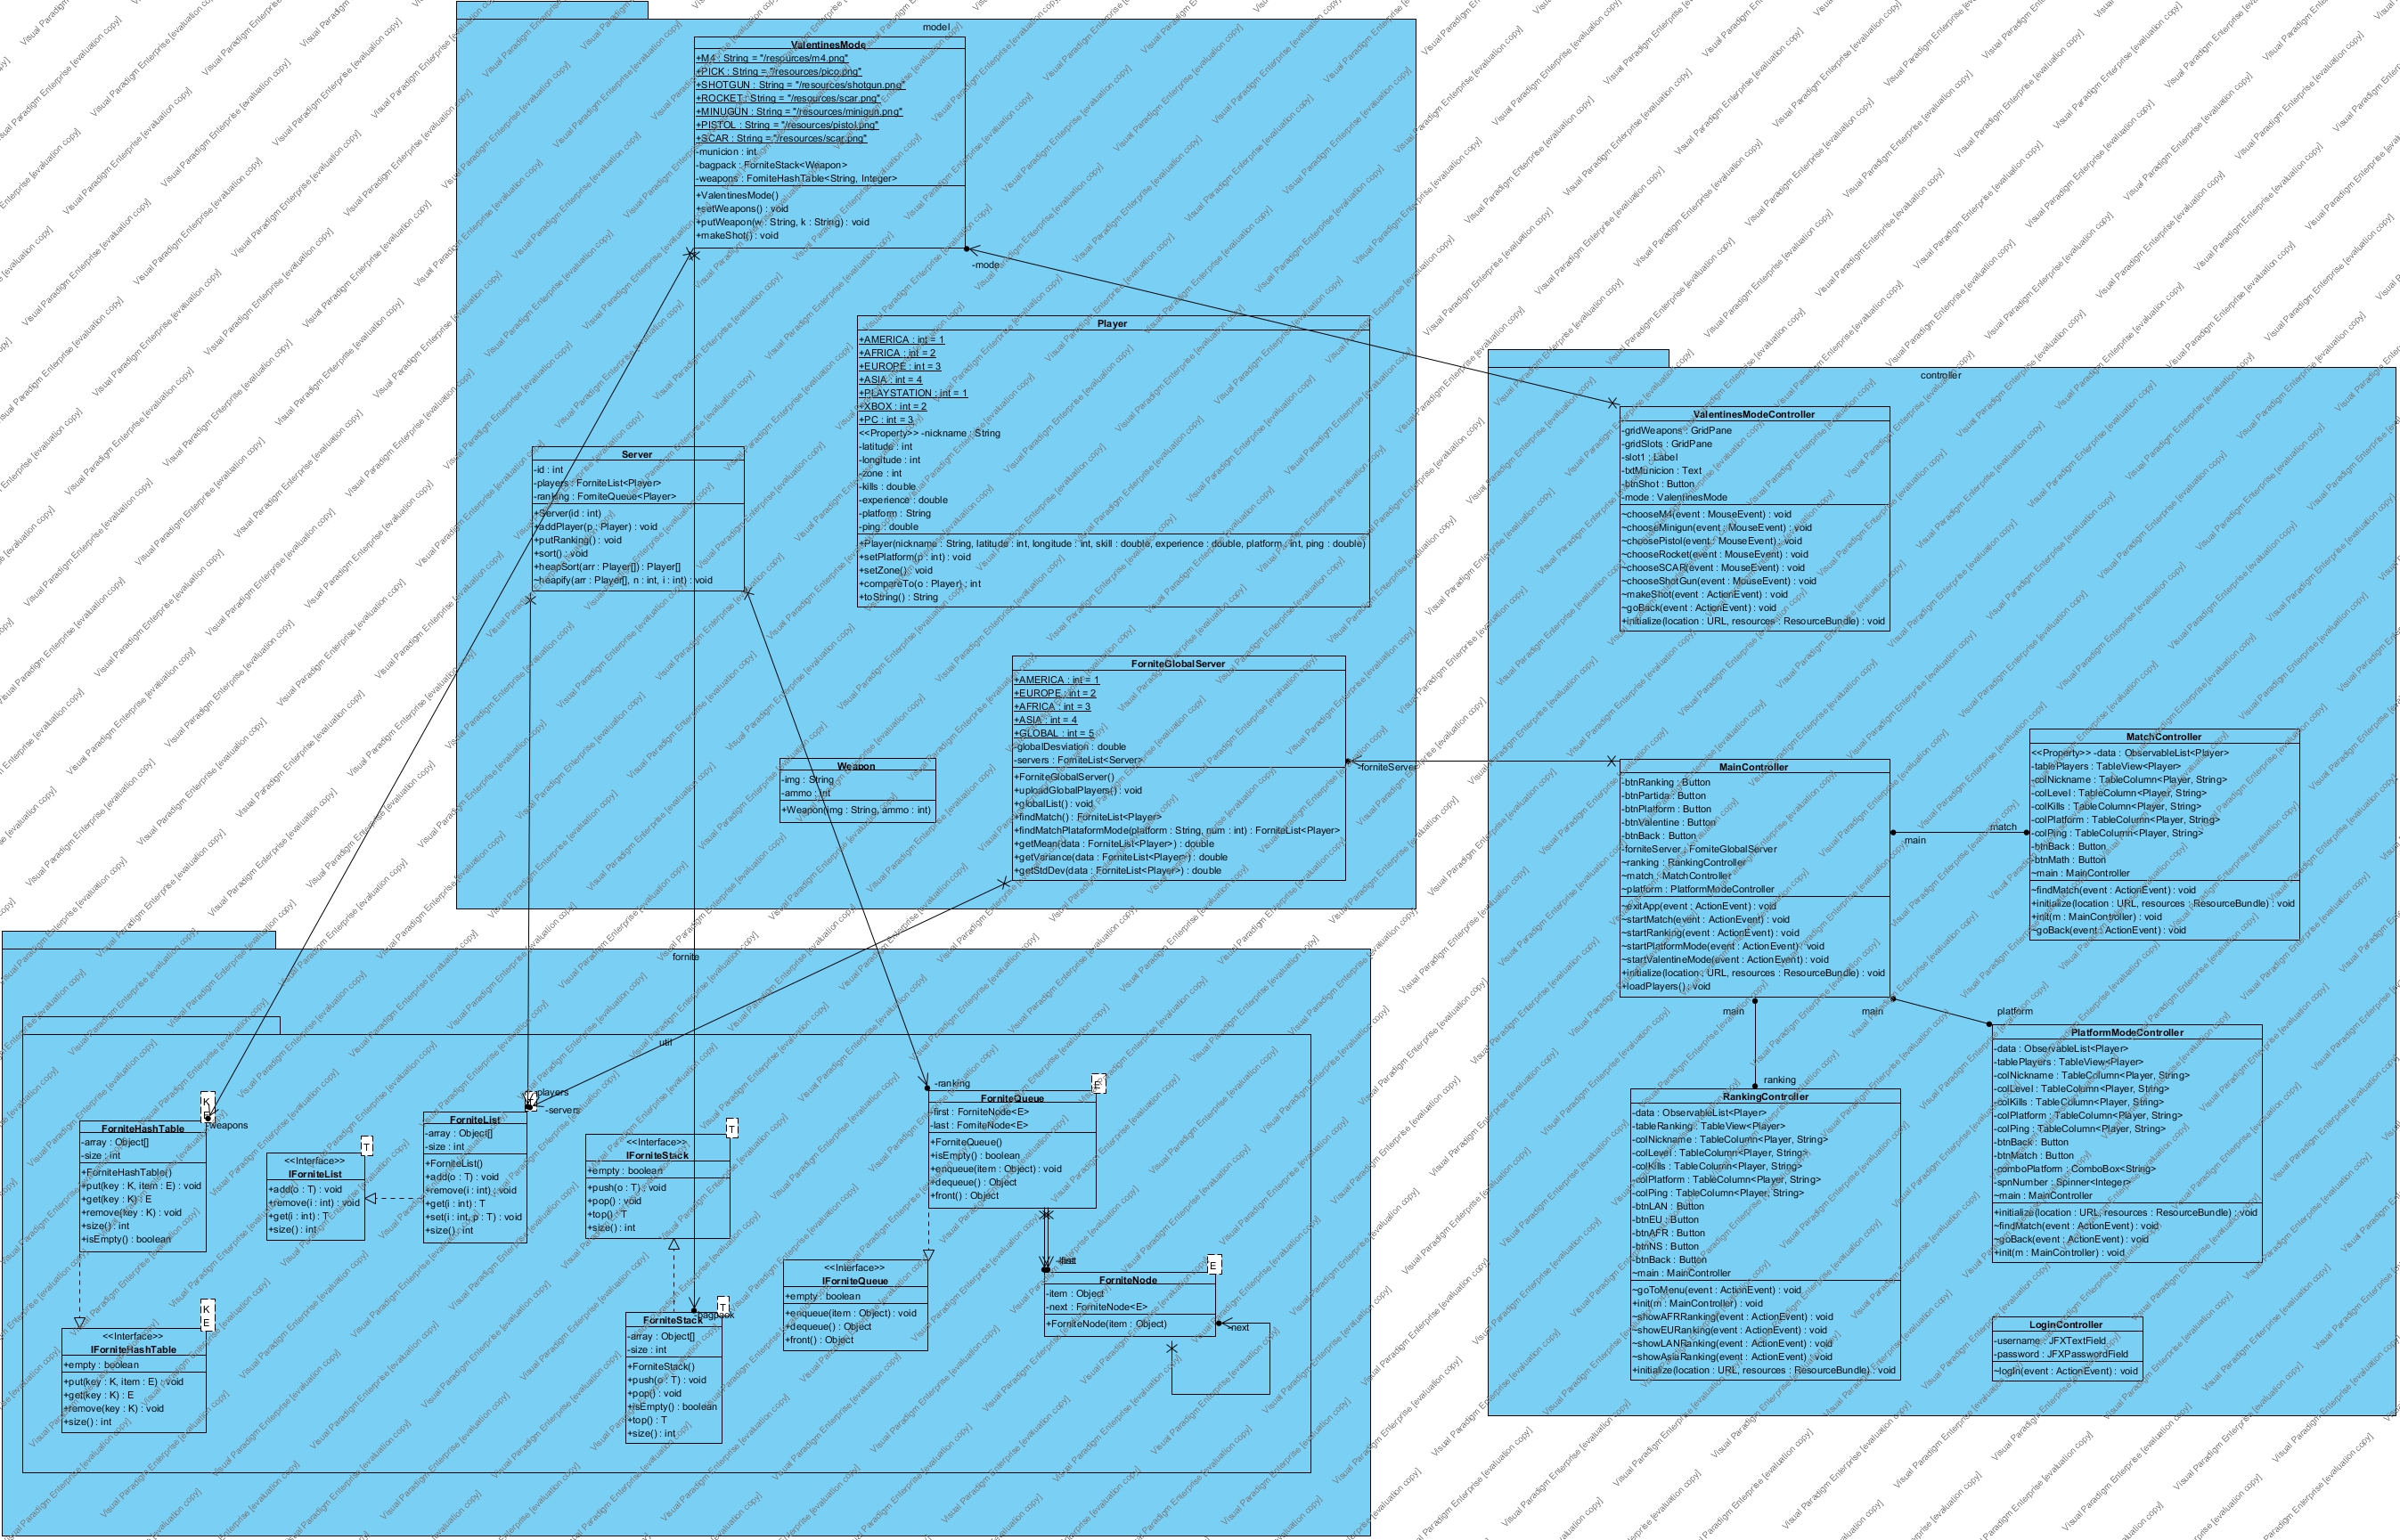 model
ValentinesMode
+M4 : String = "/resources/m4.png"
+PICK : String = "/resources/pico.png"
+SHOTGUN : String = "/resources/shotgun.png"
+ROCKET : String = "/resources/scar.png"
+MINIGUN : String = "/resources/minigun.png"
+PISTOL : String = "/resources/pistol.png"
+SCAR : String = "/resources/scar.png"
-municion : int
-bagpack : ForniteStack<Weapon>
-weapons : ForniteHashTable<String, Integer>
+ValentinesMode()
+setWeapons() : void
+putWeapon(w : String, k : String) : void
+makeShot() : void
-mode
Player
+AMERICA : int = 1
+AFRICA : int = 2
+EUROPE : int = 3
+ASIA : int = 4
+PLAYSTATION : int = 1
+XBOX : int = 2
+PC : int = 3
<<Property>> -nickname : String
-latitude : int
-longitude : int
-zone : int
-kills : double
-experience : double
-platform : String
-ping : double
+Player(nickname : String, latitude : int, longitude : int, skill : double, experience : double, platform : int, ping : double)
+setPlatform(p : int) : void
+setZone() : void
+compareTo(o : Player) : int
+toString() : String
Server
-id : int
-players : ForniteList<Player>
-ranking : ForniteQueue<Player>
+Server(id : int)
+addPlayer(p : Player) : void
+putRanking() : void
+sort() : void
+heapSort(arr : Player[]) : Player[]
~heapify(arr : Player[], n : int, i : int) : void
ForniteGlobalServer
+AMERICA : int = 1
+EUROPE : int = 2
+AFRICA : int = 3
+ASIA : int = 4
+GLOBAL : int = 5
-globalDesviation : double
-servers : ForniteList<Server>
+ForniteGlobalServer()
+uploadGlobalPlayers() : void
+globalList() : void
+findMatch() : ForniteList<Player>
+findMatchPlataformMode(platform : String, num : int) : ForniteList<Player>
+getMean(data : ForniteList<Player>) : double
+getVariance(data : ForniteList<Player>) : double
+getStdDev(data : ForniteList<Player>) : double
-forniteServer
Weapon
-img : String
-ammo : int
+Weapon(img : String, ammo : int)
controller
ValentinesModeController
-gridWeapons : GridPane
-gridSlots : GridPane
-slot1 : Label
-txtMunicion : Text
-btnShot : Button
-mode : ValentinesMode
~chooseM4(event : MouseEvent) : void
~chooseMinigun(event : MouseEvent) : void
~choosePistol(event : MouseEvent) : void
~chooseRocket(event : MouseEvent) : void
~chooseSCAR(event : MouseEvent) : void
~chooseShotGun(event : MouseEvent) : void
~makeShot(event : ActionEvent) : void
~goBack(event : ActionEvent) : void
+initialize(location : URL, resources : ResourceBundle) : void
MainController
-btnRanking : Button
-btnPartida : Button
-btnPlatform : Button
-btnValentine : Button
-btnBack : Button
-forniteServer : ForniteGlobalServer
~ranking : RankingController
~match : MatchController
~platform : PlatformModeController
~exitApp(event : ActionEvent) : void
~startMatch(event : ActionEvent) : void
~startRanking(event : ActionEvent) : void
~startPlatformMode(event : ActionEvent) : void
~startValentineMode(event : ActionEvent) : void
+initialize(location : URL, resources : ResourceBundle) : void
+loadPlayers() : void
main
match
MatchController
<<Property>> -data : ObservableList<Player>
-tablePlayers : TableView<Player>
-colNickname : TableColumn<Player, String>
-colLevel : TableColumn<Player, String>
-colKills : TableColumn<Player, String>
-colPlatform : TableColumn<Player, String>
-colPing : TableColumn<Player, String>
-btnBack : Button
-btnMath : Button
~main : MainController
~findMatch(event : ActionEvent) : void
+initialize(location : URL, resources : ResourceBundle) : void
+init(m : MainController) : void
~goBack(event : ActionEvent) : void
main
ranking
main
platform
RankingController
-data : ObservableList<Player>
-tableRanking : TableView<Player>
-colNickname : TableColumn<Player, String>
-colLevel : TableColumn<Player, String>
-colKills : TableColumn<Player, String>
-colPlatform : TableColumn<Player, String>
-colPing : TableColumn<Player, String>
-btnLAN : Button
-btnEU : Button
-btnAFR : Button
-btnNS : Button
-btnBack : Button
~main : MainController
~goToMenu(event : ActionEvent) : void
+init(m : MainController) : void
~showAFRRanking(event : ActionEvent) : void
~showEURanking(event : ActionEvent) : void
~showLANRanking(event : ActionEvent) : void
~showAsiaRanking(event : ActionEvent) : void
+initialize(location : URL, resources : ResourceBundle) : void
PlatformModeController
-data : ObservableList<Player>
-tablePlayers : TableView<Player>
-colNickname : TableColumn<Player, String>
-colLevel : TableColumn<Player, String>
-colKills : TableColumn<Player, String>
-colPlatform : TableColumn<Player, String>
-colPing : TableColumn<Player, String>
-btnBack : Button
-btnMatch : Button
-comboPlatform : ComboBox<String>
-spnNumber : Spinner<Integer>
~main : MainController
+initialize(location : URL, resources : ResourceBundle) : void
~findMatch(event : ActionEvent) : void
~goBack(event : ActionEvent) : void
+init(m : MainController) : void
LoginController
-username : JFXTextField
-password : JFXPasswordField
~logIn(event : ActionEvent) : void
fornite
util
K
E
-weapons
ForniteHashTable
-array : Object[]
-size : int
+ForniteHashTable()
+put(key : K, item : E) : void
+get(key : K) : E
+remove(key : K) : void
+size() : int
+isEmpty() : boolean
K
E
<<Interface>>
IForniteHashTable
+empty : boolean
+put(key : K, item : E) : void
+get(key : K) : E
+remove(key : K) : void
+size() : int
T
<<Interface>>
IForniteList
+add(o : T) : void
+remove(i : int) : void
+get(i : int) : T
+size() : int
-players
-servers
ForniteList
-array : Object[]
-size : int
+ForniteList()
+add(o : T) : void
+remove(i : int) : void
+get(i : int) : T
+set(i : int, p : T) : void
+size() : int
T
<<Interface>>
IForniteStack
+empty : boolean
+push(o : T) : void
+pop() : void
+top() : T
+size() : int
T
-bagpack
ForniteStack
-array : Object[]
-size : int
+ForniteStack()
+push(o : T) : void
+pop() : void
+isEmpty() : boolean
+top() : T
+size() : int
-ranking
E
ForniteQueue
-first : ForniteNode<E>
-last : ForniteNode<E>
+ForniteQueue()
+isEmpty() : boolean
+enqueue(item : Object) : void
+dequeue() : Object
+front() : Object
<<Interface>>
IForniteQueue
+empty : boolean
+enqueue(item : Object) : void
+dequeue() : Object
+front() : Object
E
ForniteNode
-item : Object
-next : ForniteNode<E>
+ForniteNode(item : Object)
-next
Visual Paradigm Enterprise [evaluation copy]